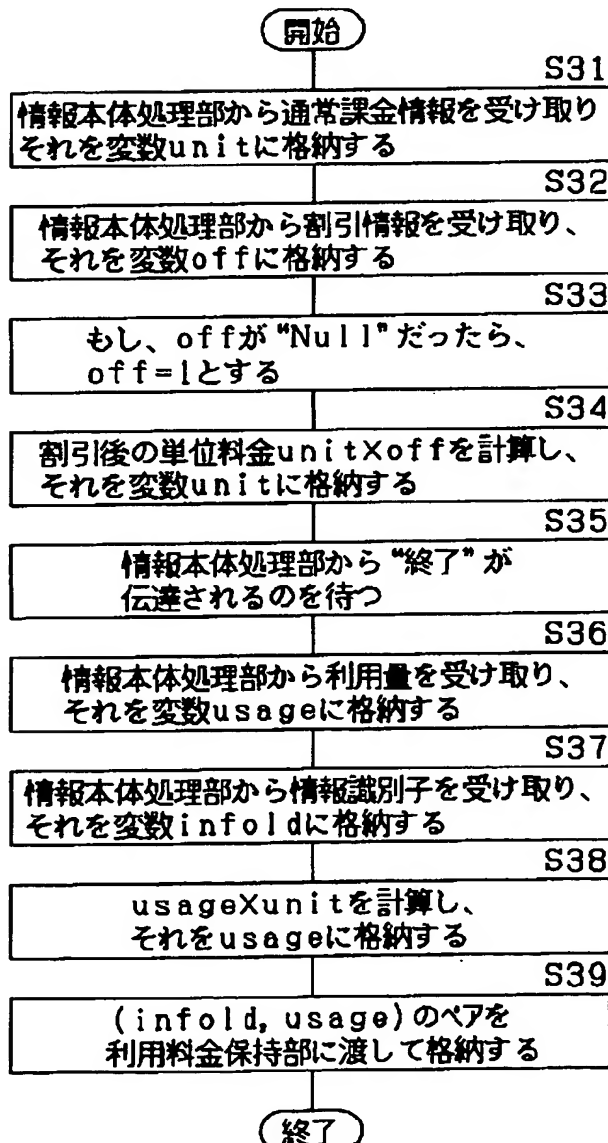 開始
S31
情報本体処理部から通常課金情報を受け取り
それを変数unitに格納する
S32
情報本体処理部から割引情報を受け取り、
それを変数offに格納する
S33
もし、offが“Null”だったら、
off=1とする
S34
割引後の単位料金unit×offを計算し、
それを変数unitに格納する
S35
情報本体処理部から“終了”が
伝達されるのを待つ
S36
情報本体処理部から利用量を受け取り、
それを変数usageに格納する
S37
情報本体処理部から情報識別子を受け取り、
それを変数infoIdに格納する
S38
usage×unitを計算し、
それをusageに格納する
S39
(infoId, usage)のペアを
利用料金保持部に渡して格納する
終了